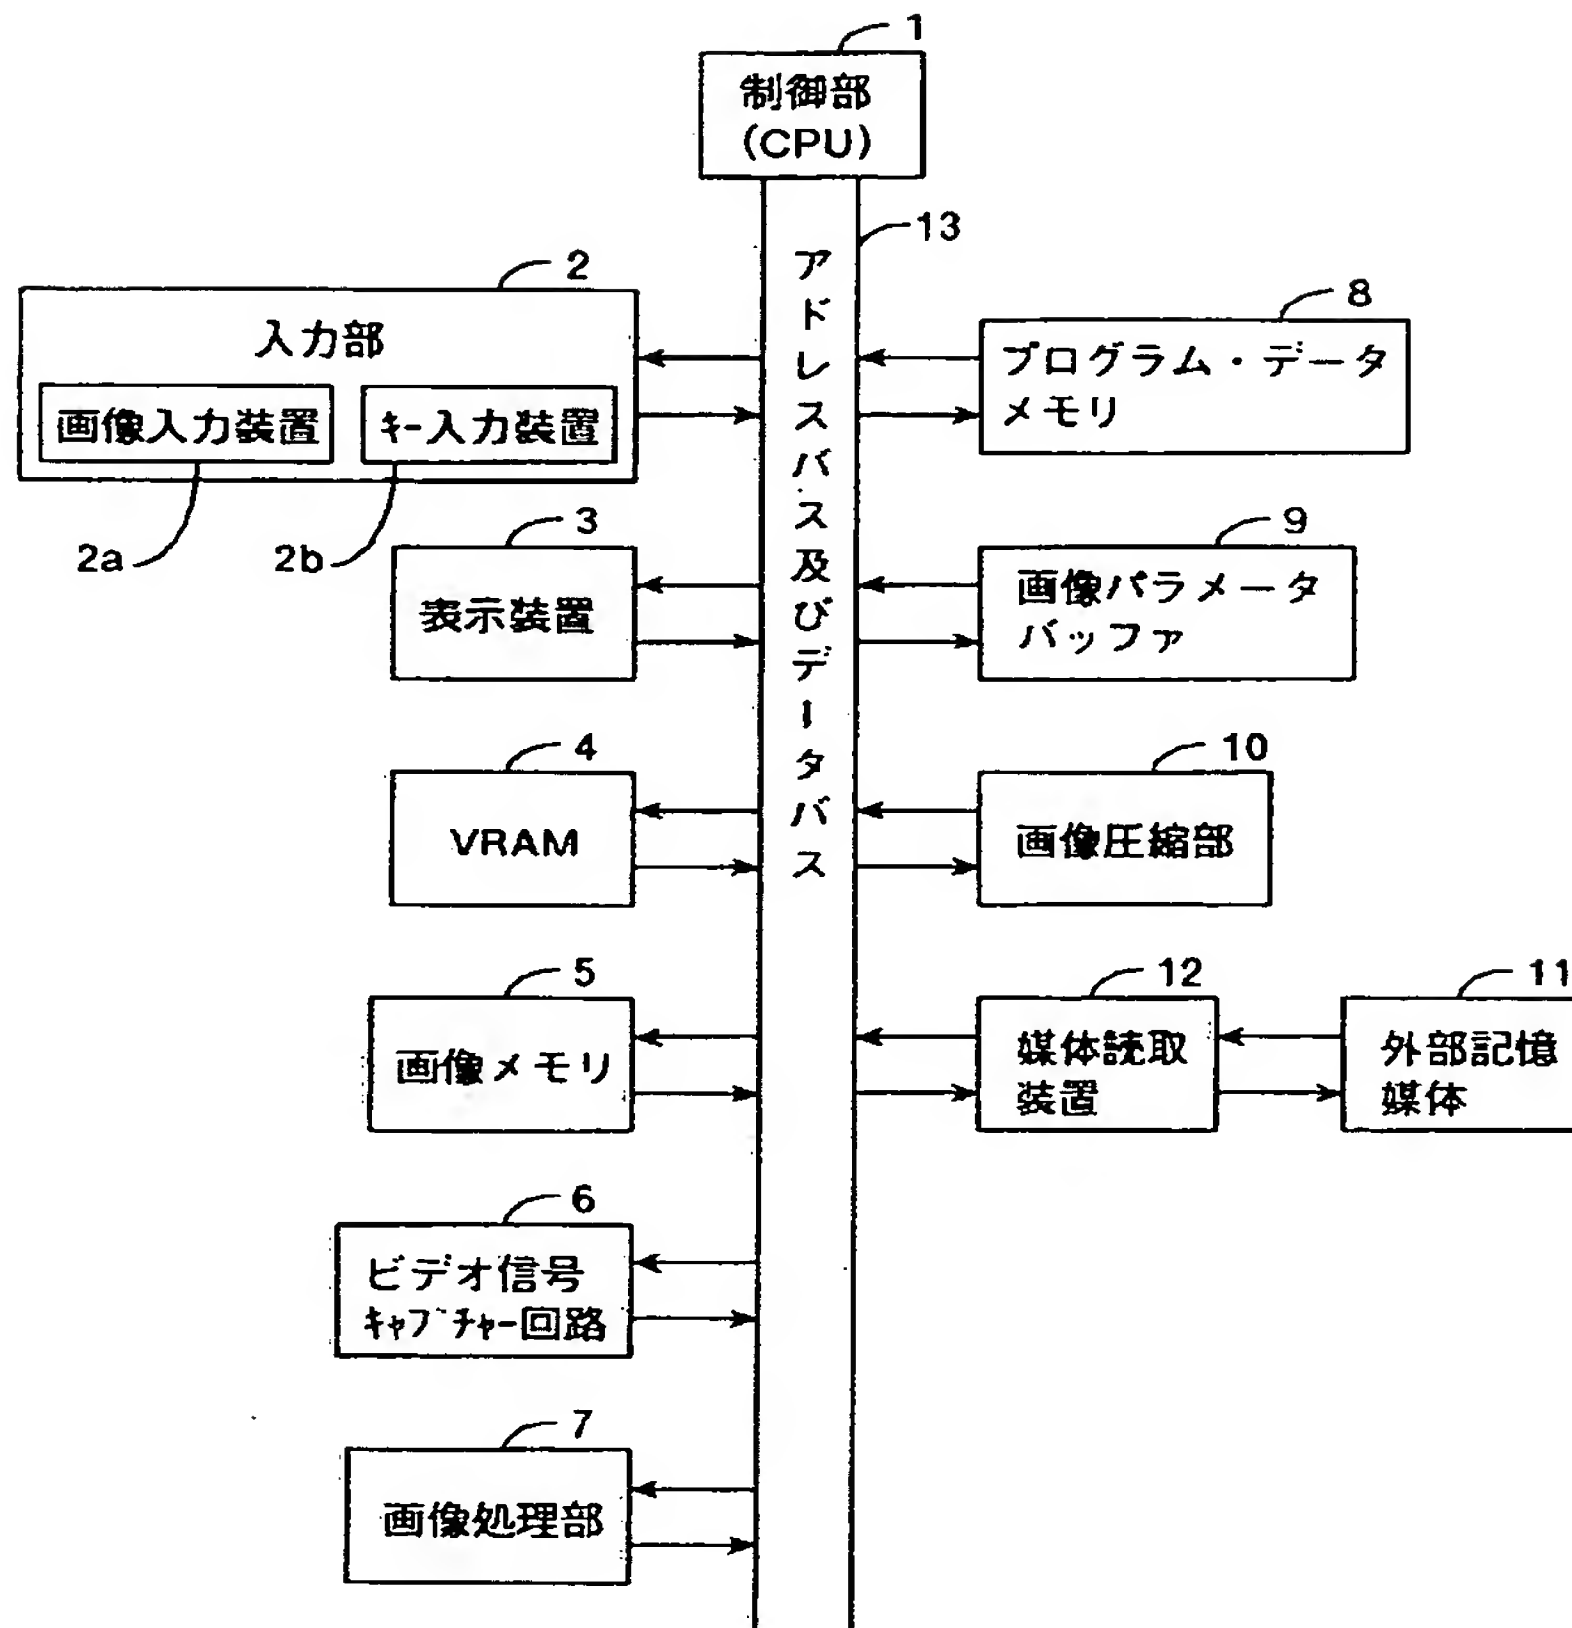 1
制御部
(CPU)
13
アドレスバス及びデータバス
2
入力部
画像入力装置
キー入力装置
2a
2b
8
プログラム・データ
メモリ
3
表示装置
9
画像パラメータ
バッファ
4
VRAM
10
画像圧縮部
5
画像メモリ
12
媒体読取
装置
11
外部記憶
媒体
6
ビデオ信号
キャプチャー回路
7
画像処理部